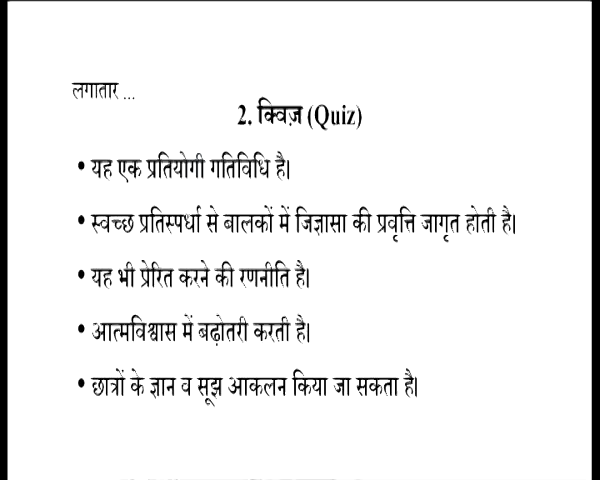 लगातार ...
2. क्विज़ (Quiz)
• यह एक प्रतियोगी गतिविधि है।
• स्वच्छ प्रतिस्पर्धा से बालकों में जिज्ञासा की प्रवृत्ति जागृत होती है।
• यह भी प्रेरित करने की रणनीति है।
• आत्मविश्वास में बढ़ोतरी करती है।
• छात्रों के ज्ञान व सूझ आकलन किया जा सकता है।